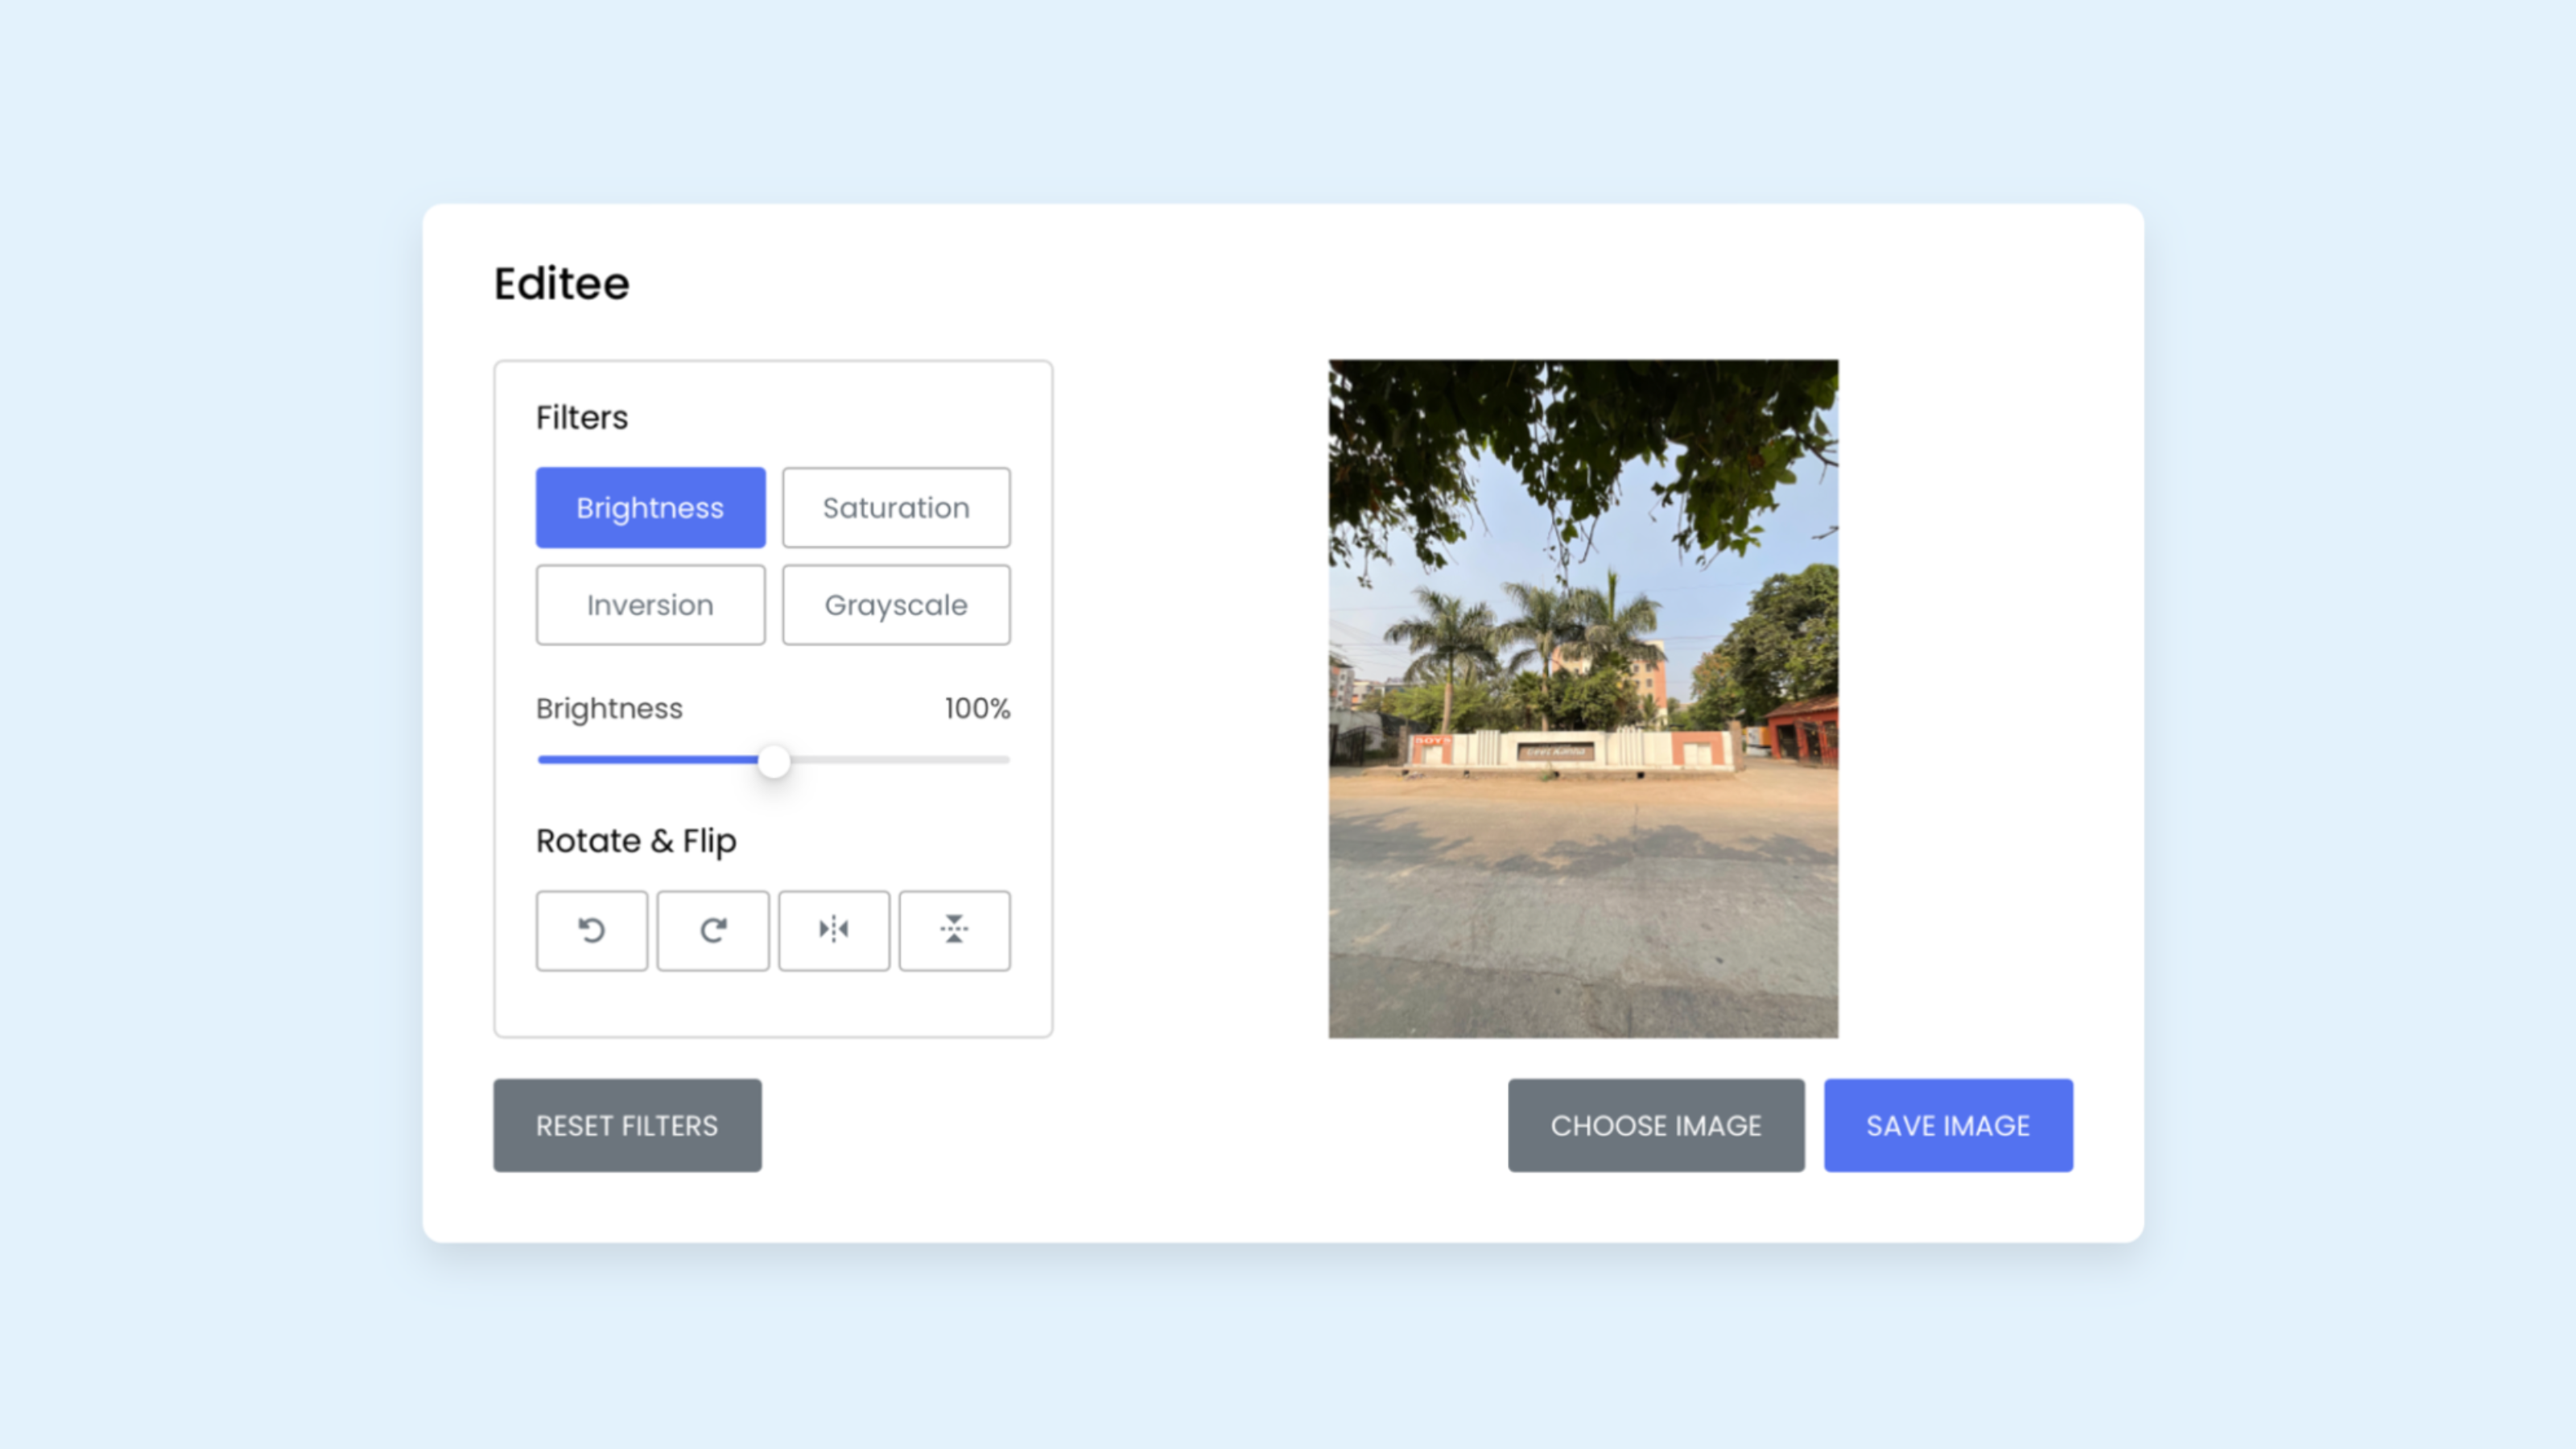 Editee
Filters
Brightness
Saturation
Inversion
Grayscale
Brightness 100%
Rotate & Flip
RESET FILTERS
CHOOSE IMAGE
SAVE IMAGE